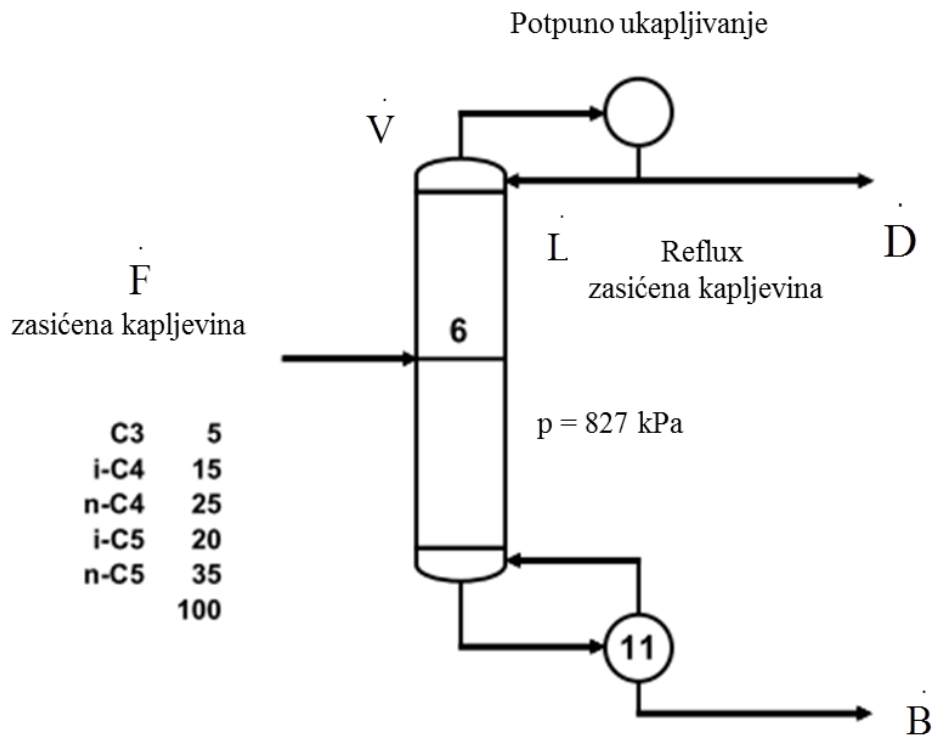 Potpuno ukapljivanje
V̇
Ḋ
L̇
Reflux
zasićena kapljevina
Ḟ
zasićena kapljevina
6
p = 827 kPa
C3 5
i-C4 15
n-C4 25
i-C5 20
n-C5 35
100
11
Ḃ